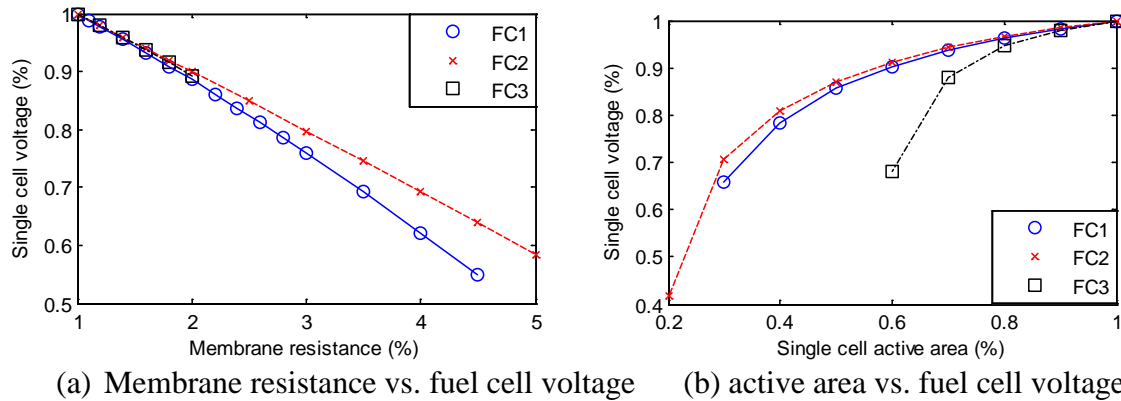 1
0.9
0.8
0.7
0.6
0.5
Single cell voltage (%)
1
2
3
4
5
Membrane resistance (%)
FC1
FC2
FC3
(a) Membrane resistance vs. fuel cell voltage
1
0.9
0.8
0.7
0.6
0.5
0.4
Single cell voltage (%)
0.2
0.4
0.6
0.8
1
Single cell active area (%)
FC1
FC2
FC3
(b) active area vs. fuel cell voltage